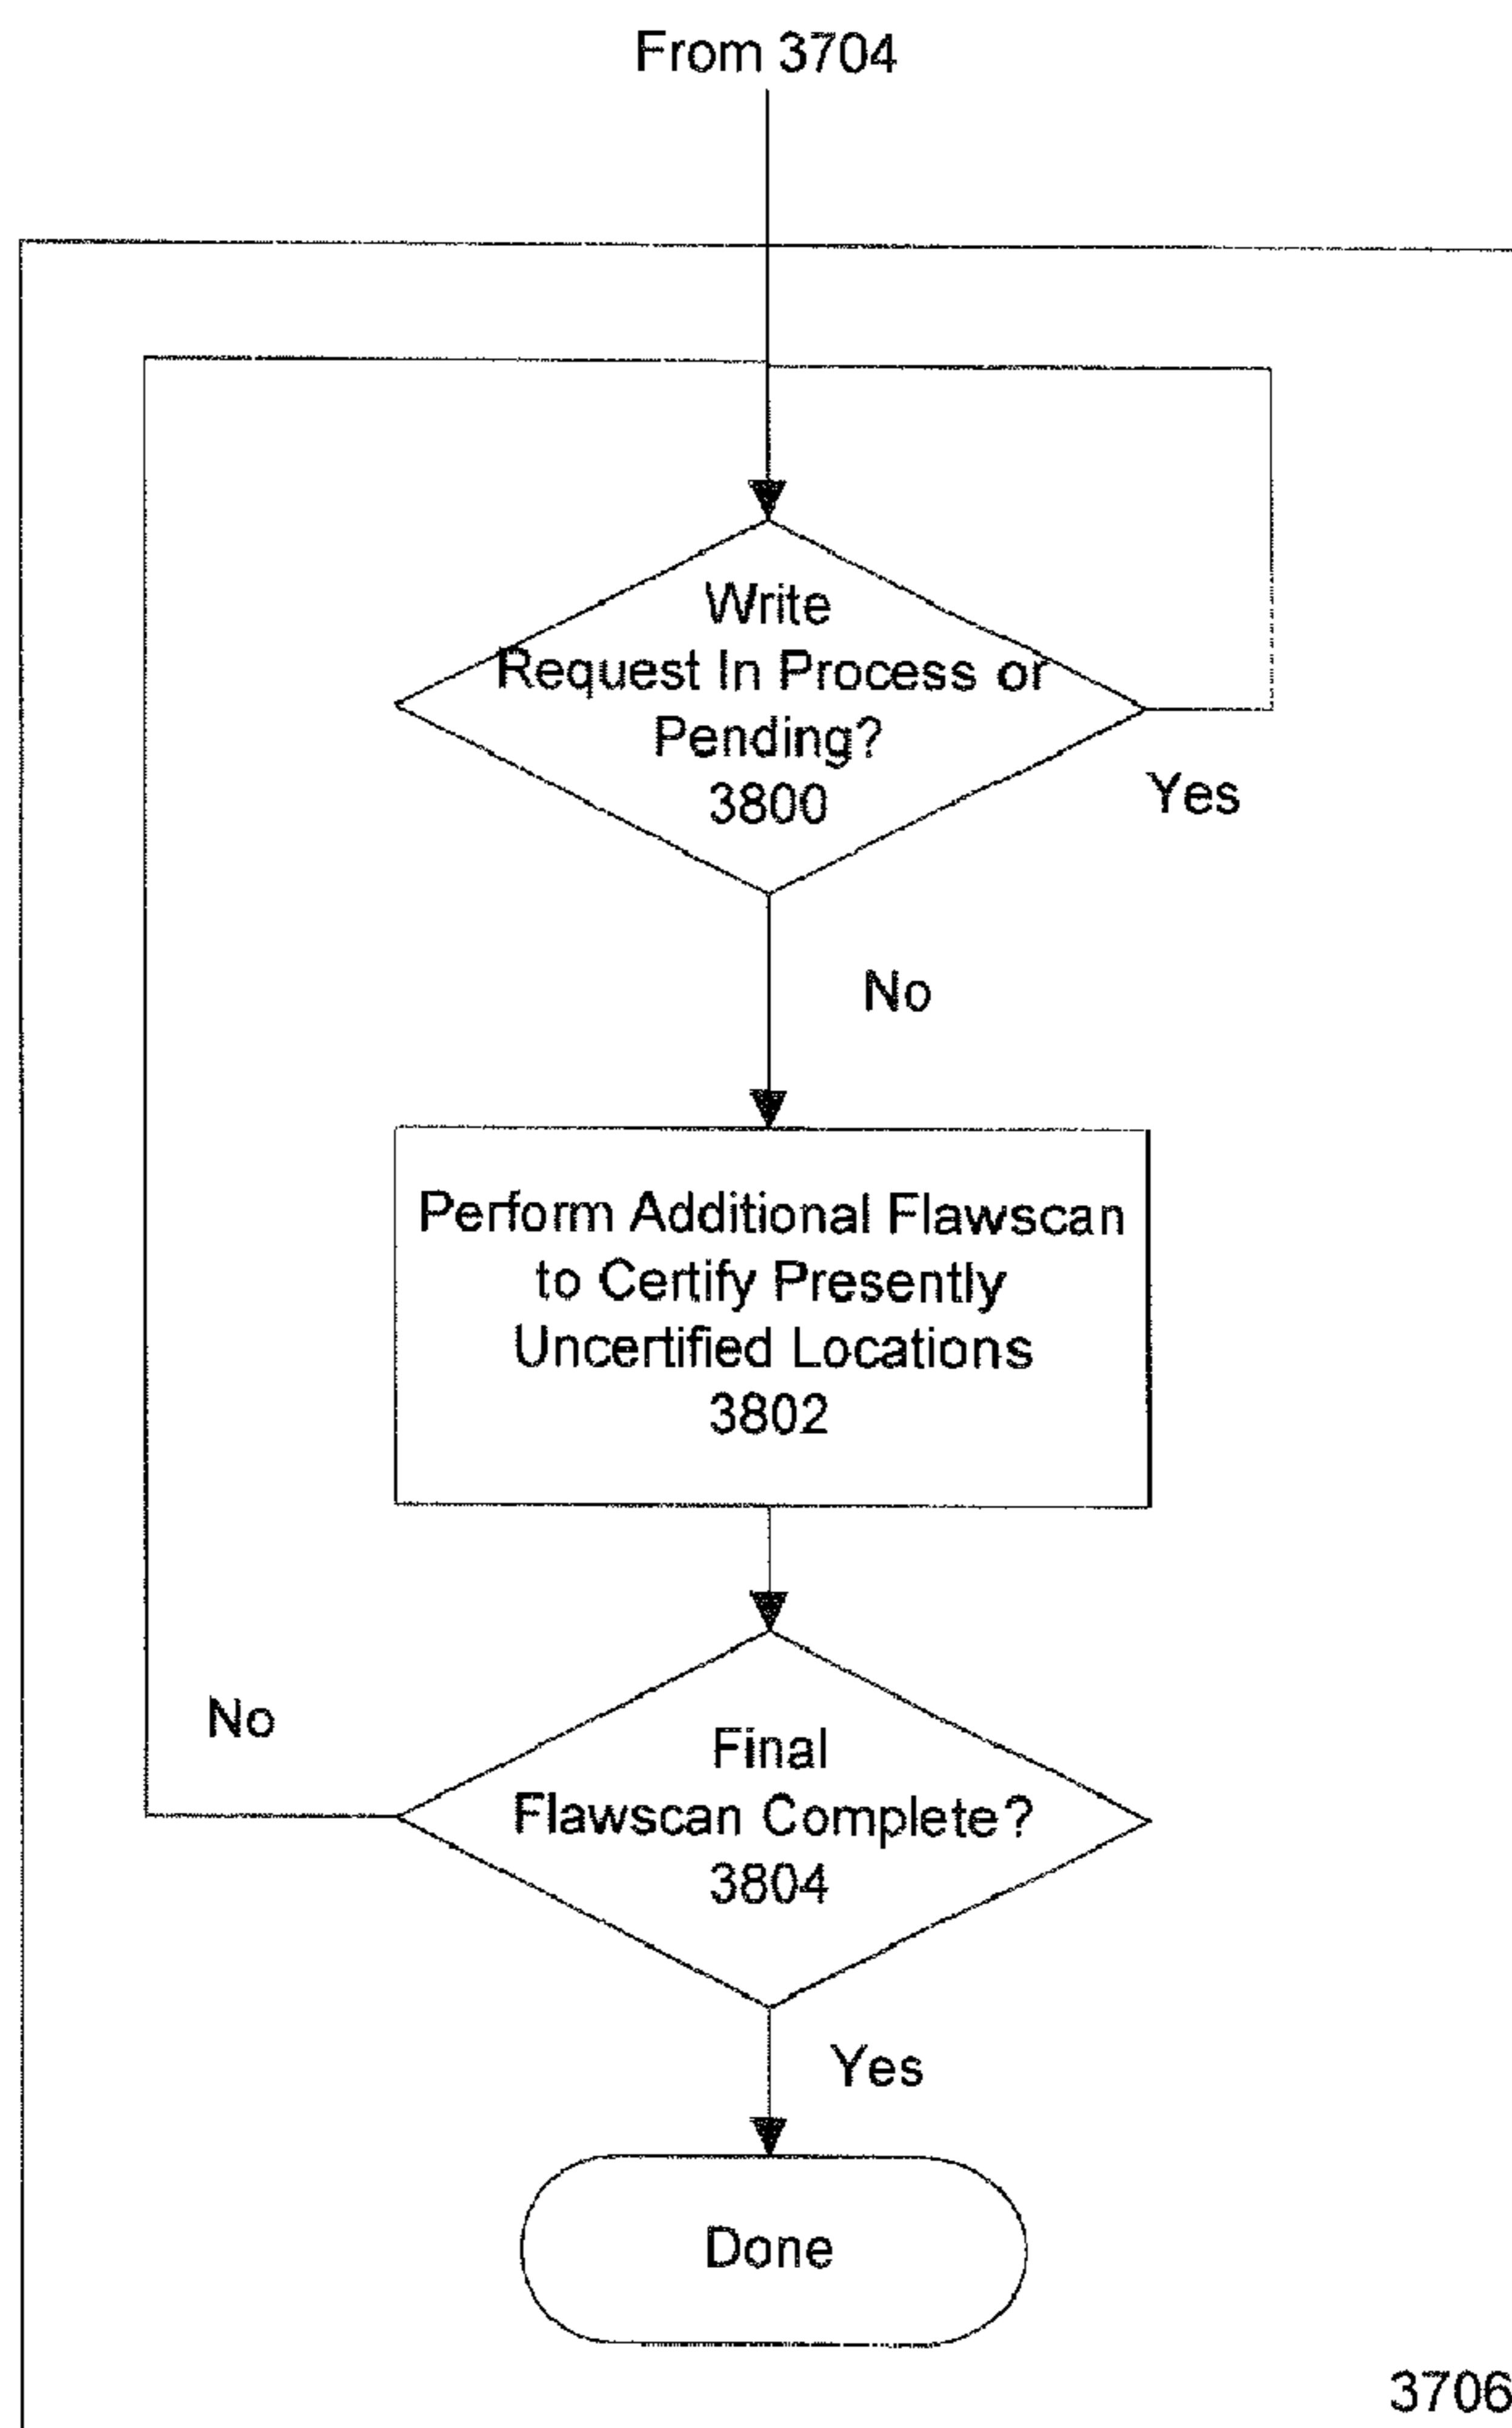 From 3704
Write
Request In Process or
Pending?
3800
Yes
No
Perform Additional Flawscan
to Certify Presently
Uncertified Locations
3802
No
Final
Flawscan Complete?
3804
Yes
Done
3706